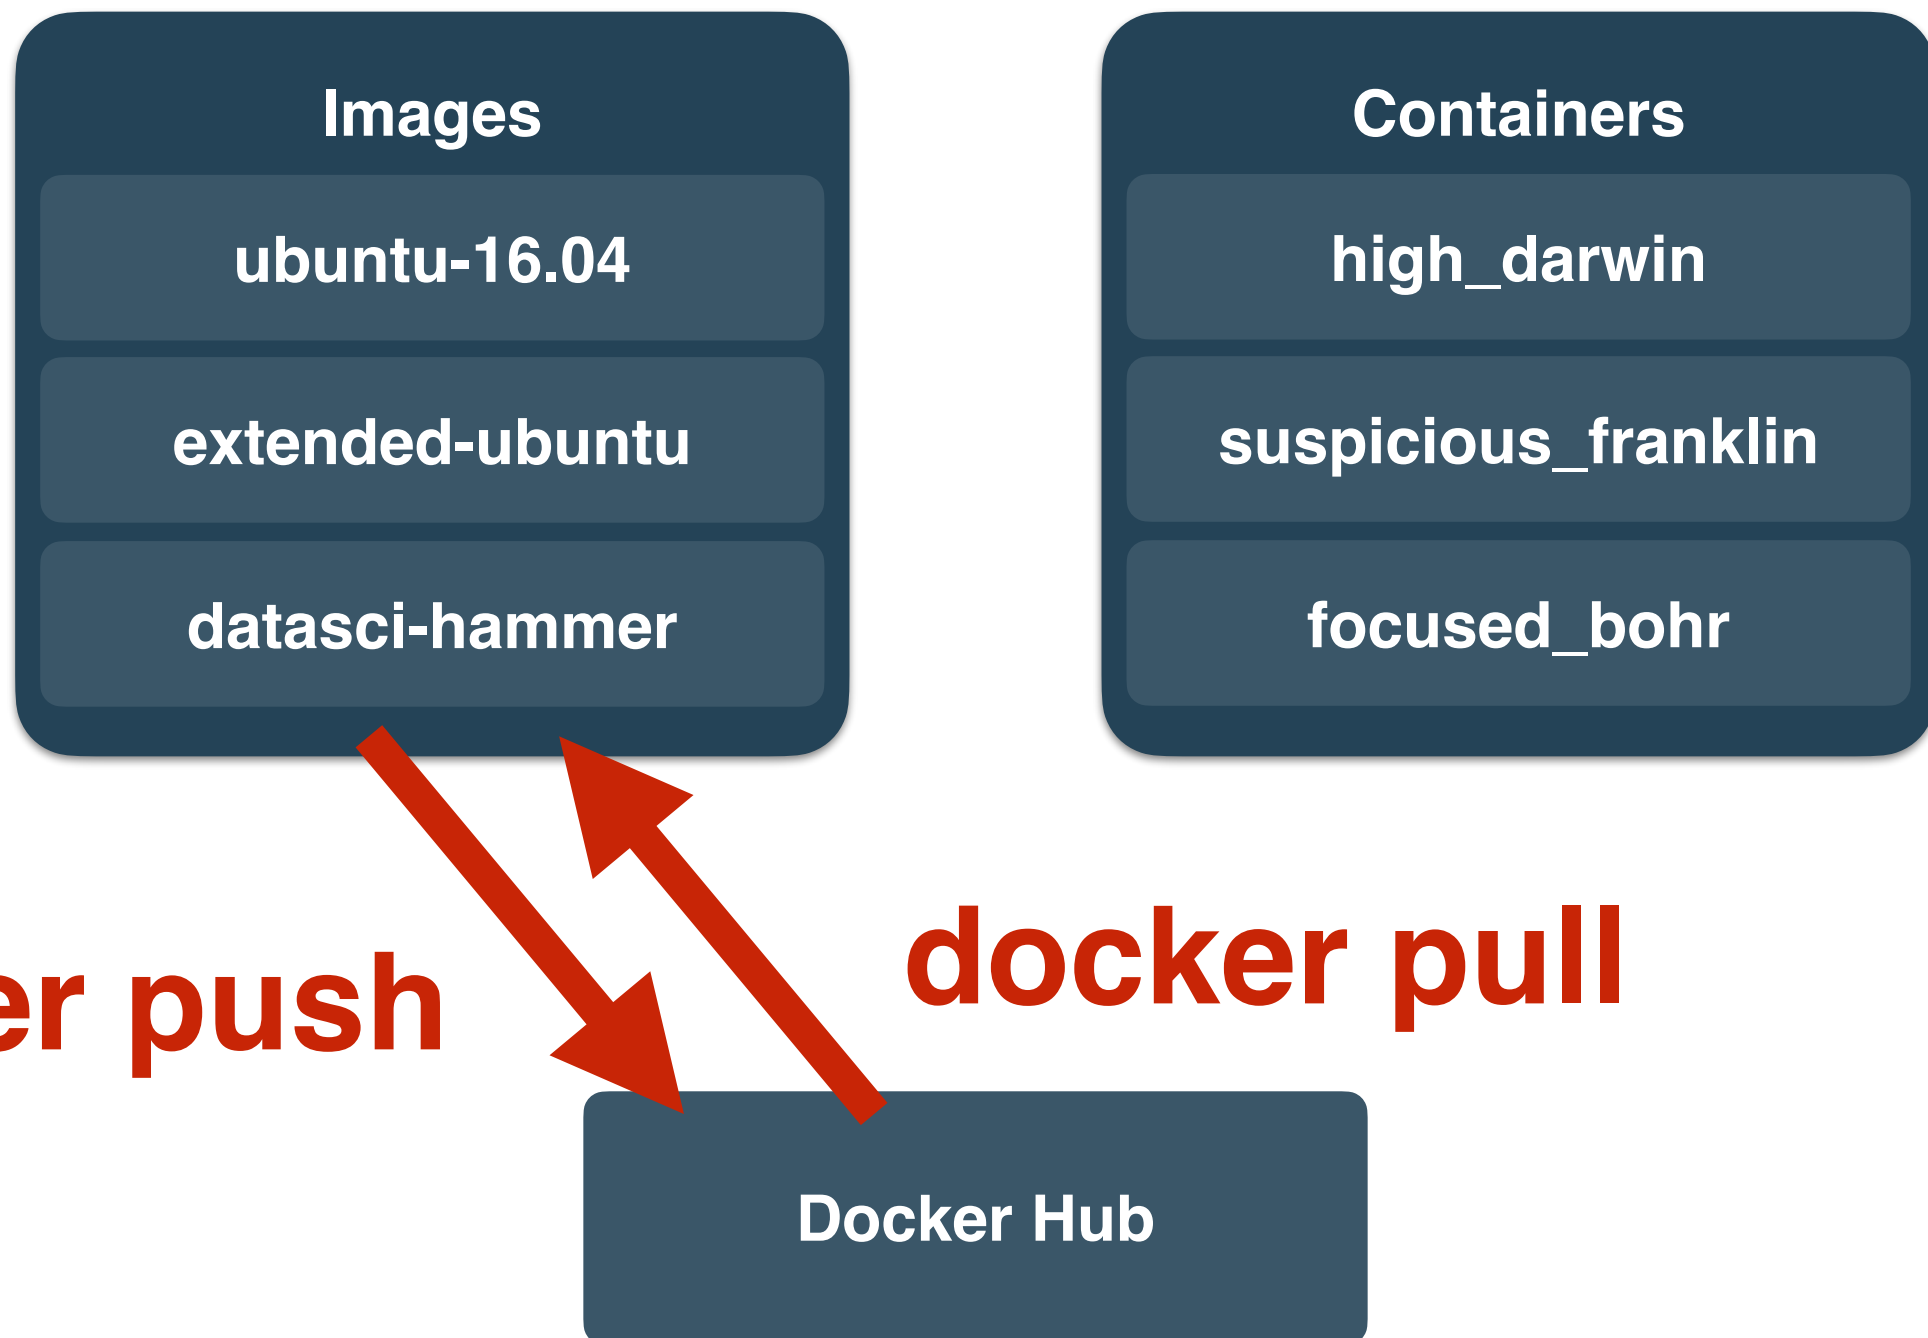 Images
ubuntu-16.04
extended-ubuntu
datasci-hammer
Containers
high_darwin
suspicious_franklin
focused_bohr
docker pull
er push
Docker Hub